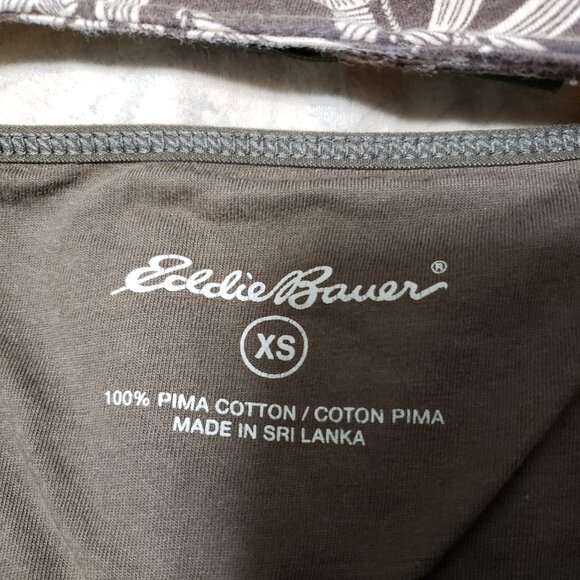 Eddie Bauer®
XS
100% PIMA COTTON / COTON PIMA
MADE IN SRI LANKA